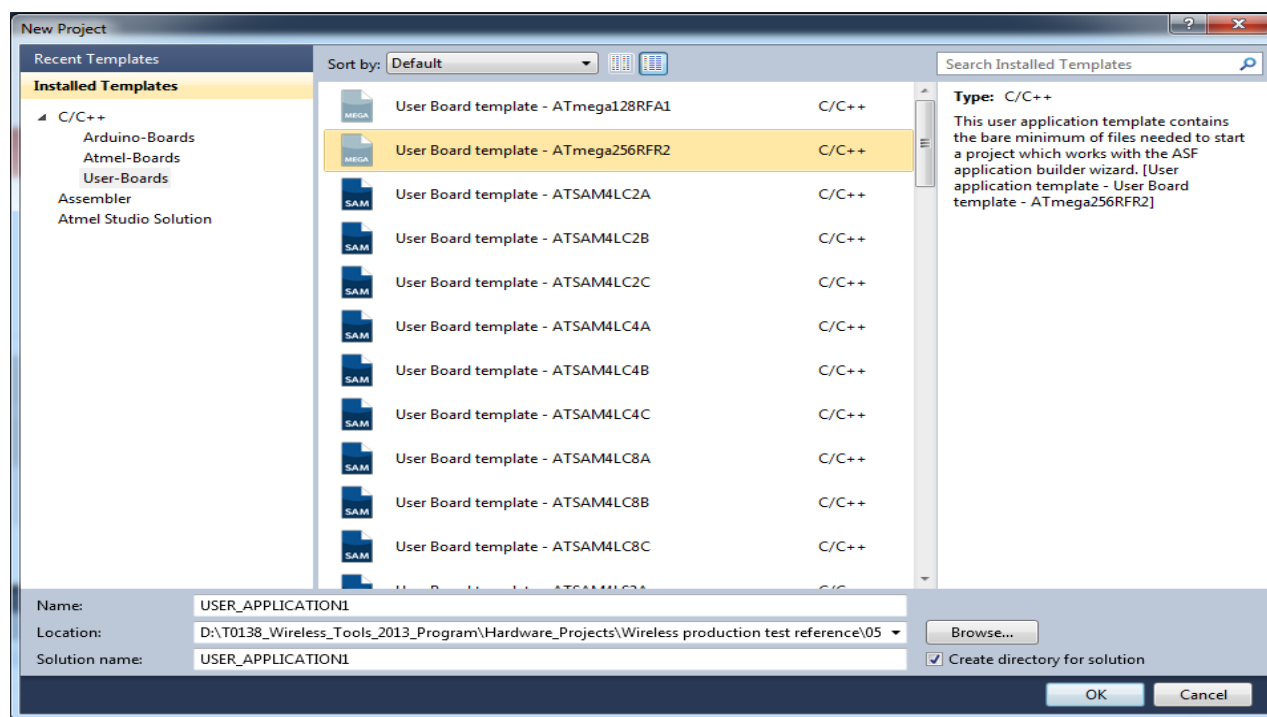 New Project
?
Recent Templates
Installed Templates
C/C++
Arduino-Boards
Atmel-Boards
User-Boards
Assembler
Atmel Studio Solution
Sort by: Default
Search Installed Templates
MEGA User Board template - ATmega128RFA1 C/C++
MEGA User Board template - ATmega256RFR2 C/C++
SAM User Board template - ATSAM4LC2A C/C++
SAM User Board template - ATSAM4LC2B C/C++
SAM User Board template - ATSAM4LC2C C/C++
SAM User Board template - ATSAM4LC4A C/C++
SAM User Board template - ATSAM4LC4B C/C++
SAM User Board template - ATSAM4LC4C C/C++
SAM User Board template - ATSAM4LC8A C/C++
SAM User Board template - ATSAM4LC8B C/C++
SAM User Board template - ATSAM4LC8C C/C++
Type: C/C++
This user application template contains
the bare minimum of files needed to start
a project which works with the ASF
application builder wizard. [User
application template - User Board
template - ATmega256RFR2]
Name: USER_APPLICATION1
Location: D:\T0138_Wireless_Tools_2013_Program\Hardware_Projects\Wireless production test reference\05 Browse...
Solution name: USER_APPLICATION1 Create directory for solution
OK Cancel